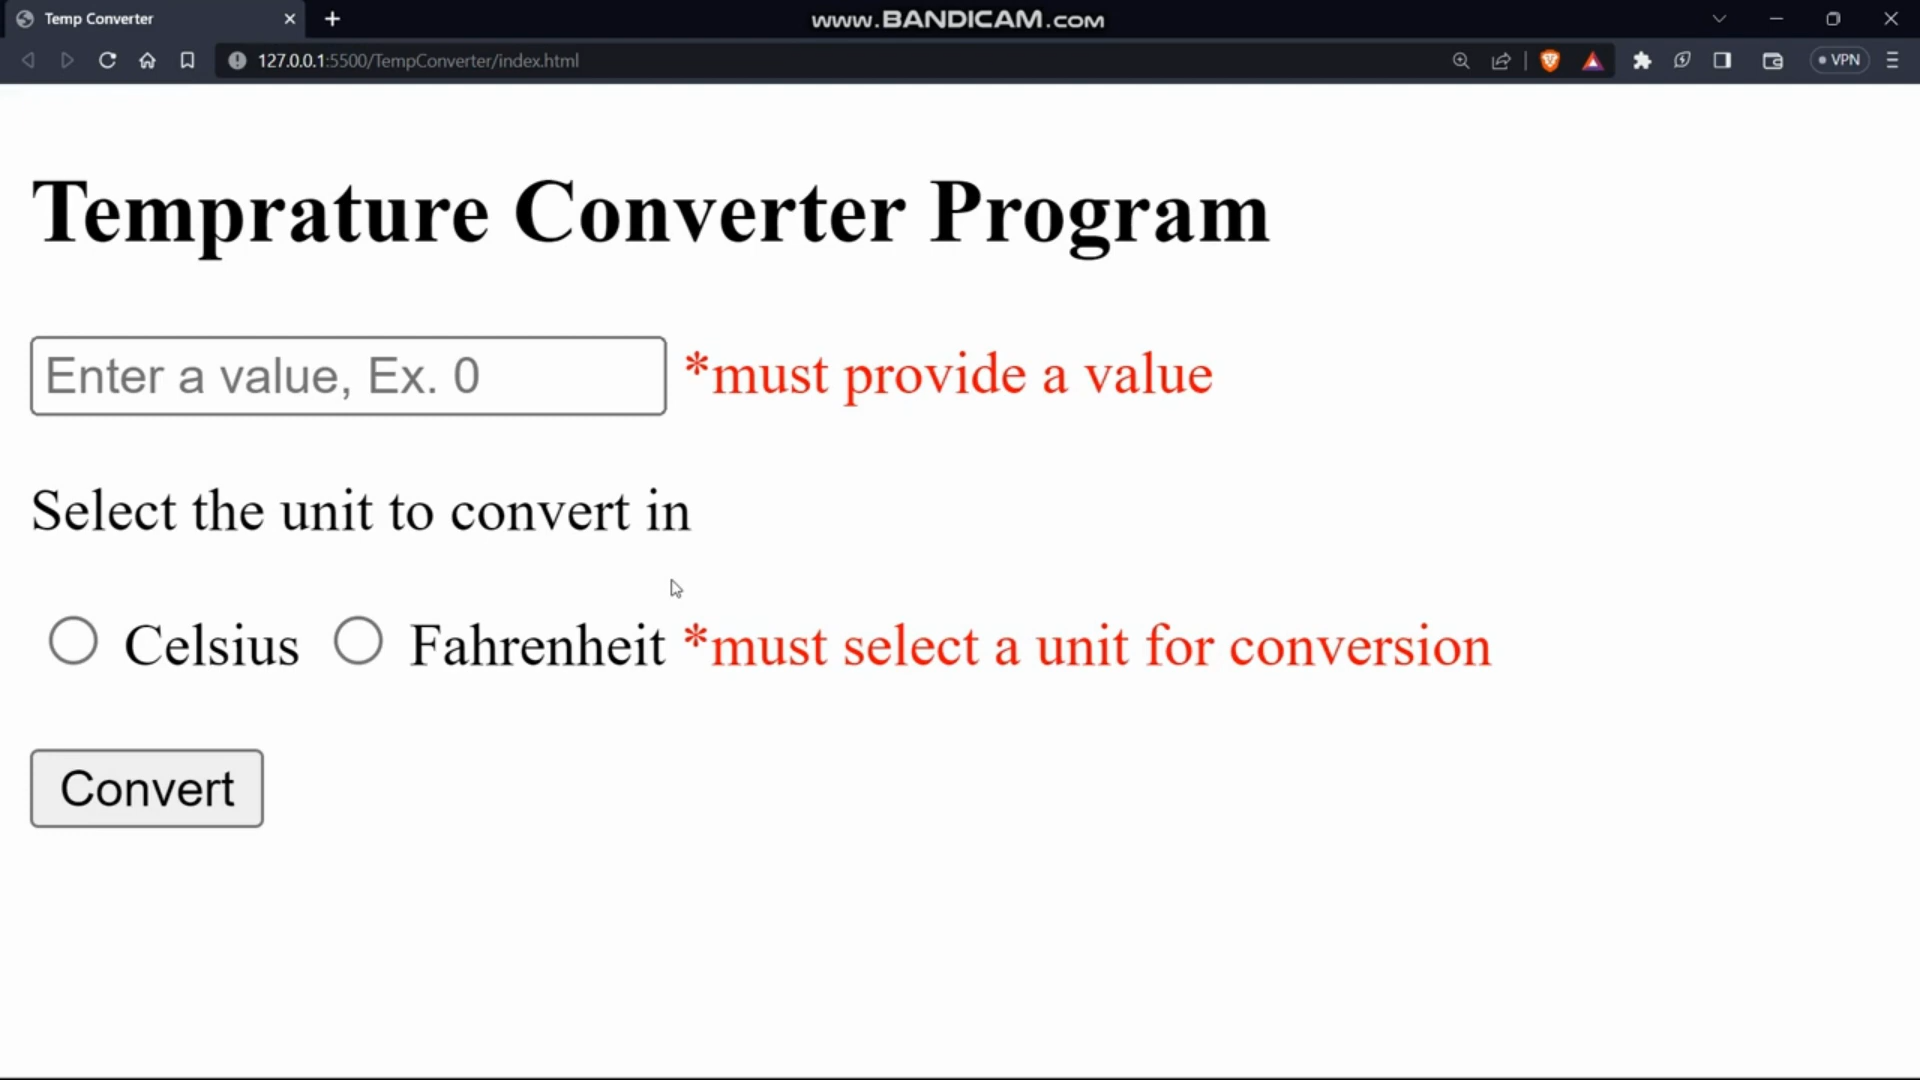 Temp Converter
www.BANDICAM.com
127.0.0.1:5500/TempConverter/index.html
VPN
Temprature Converter Program
Enter a value, Ex. 0 *must provide a value
Select the unit to convert in
Celsius Fahrenheit *must select a unit for conversion
Convert